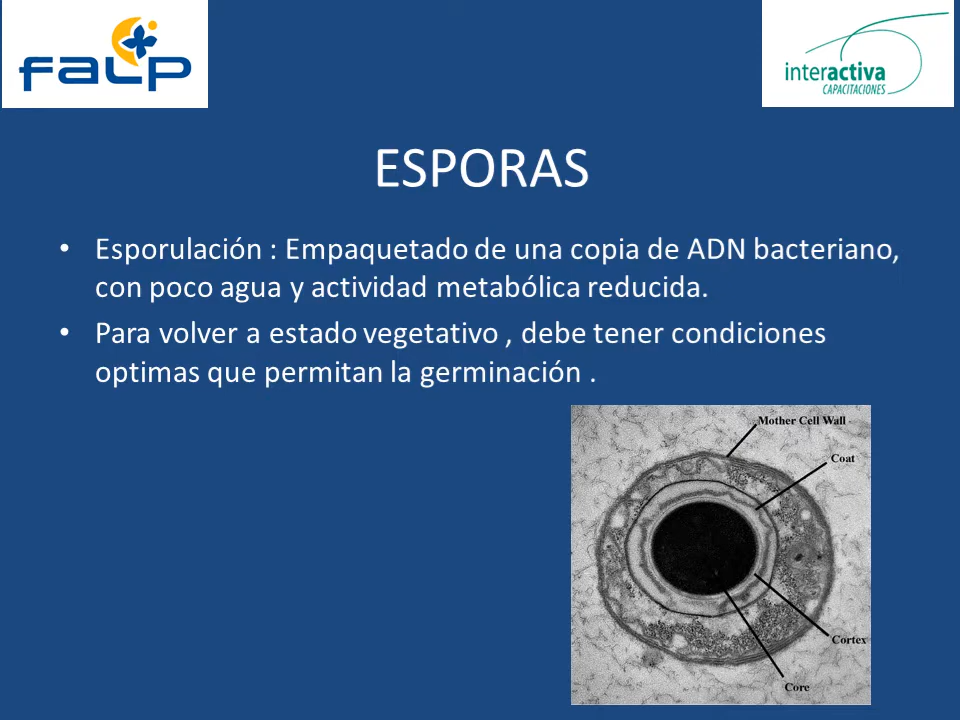 falp
interactiva
CAPACITACIONES
ESPORAS
• Esporulación : Empaquetado de una copia de ADN bacteriano,
con poco agua y actividad metabólica reducida.
• Para volver a estado vegetativo , debe tener condiciones
optimas que permitan la germinación .
Mother Cell Wall
Coat
Cortex
Core